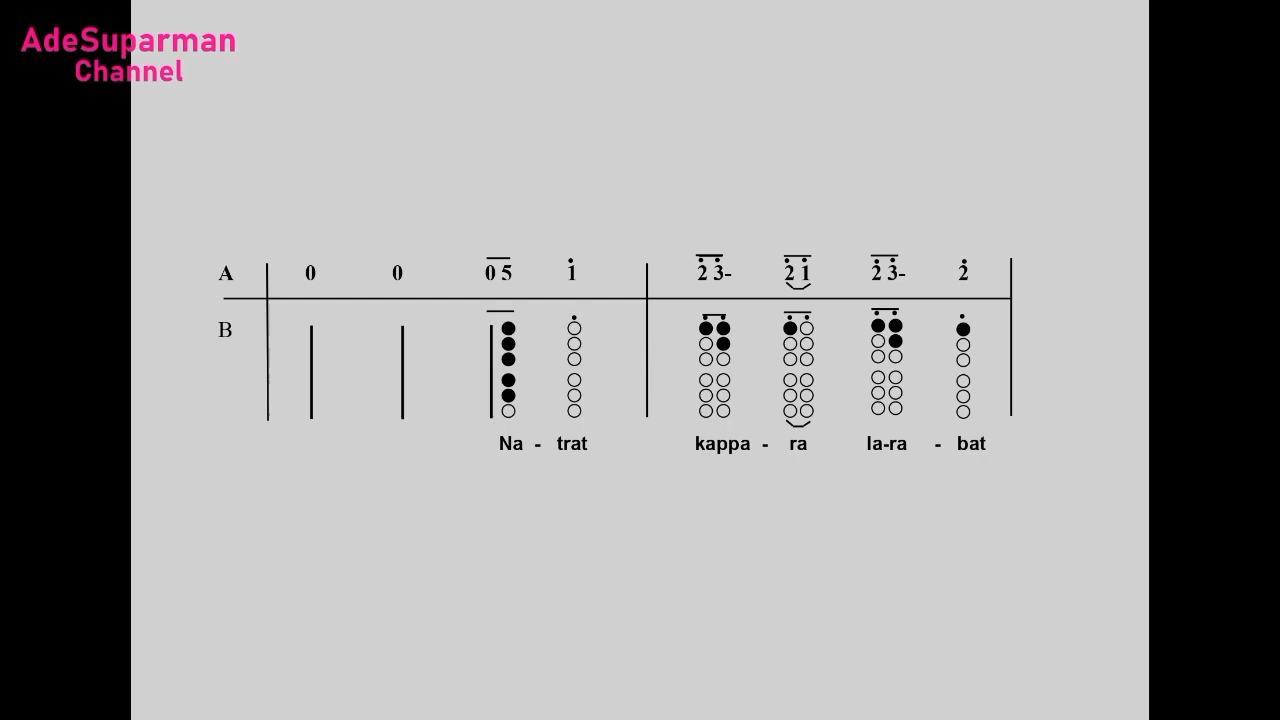 AdeSuparman
Channel
A 0 0 0 5 1̇ 2̇ 3̇- 2̇ 1̇ 2̇ 3̇- 2̇
B
Na - trat kappa - ra la-ra - bat